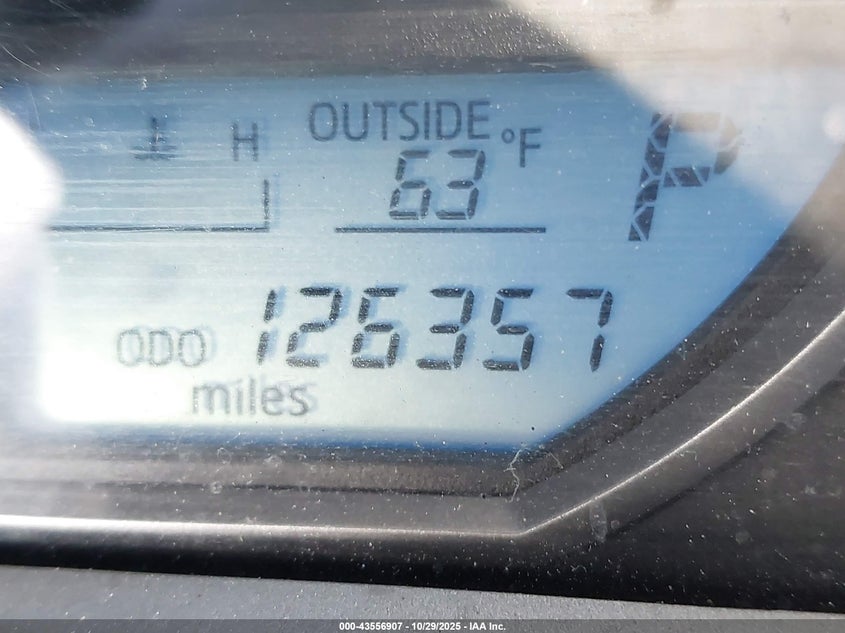 H OUTSIDE °F P
63
ODO 126357
miles
000-43556907 - 10/29/2025 - IAA Inc.